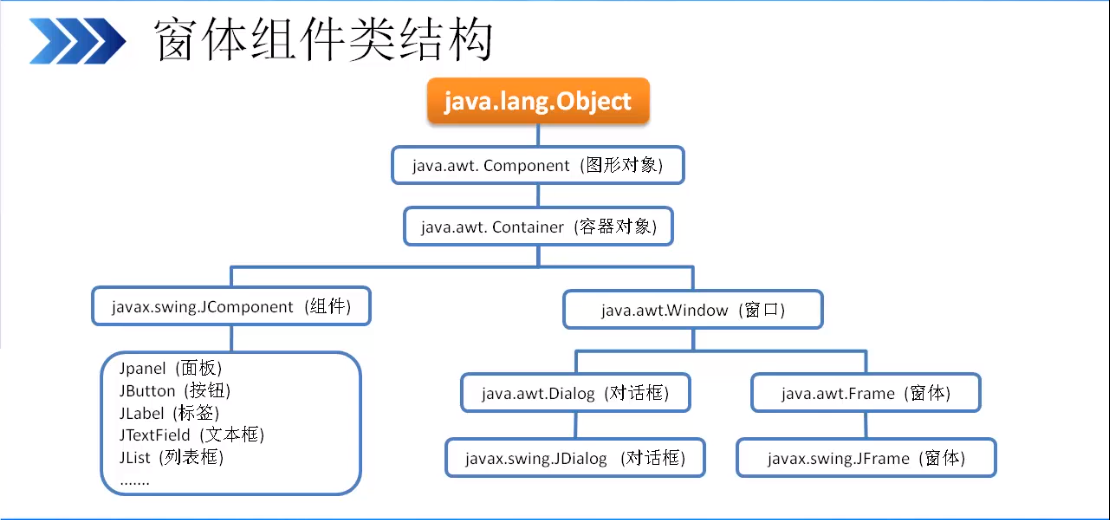 窗体组件类结构
java.lang.Object
java.awt. Component (图形对象)
java.awt. Container (容器对象)
javax.swing.JComponent (组件)
java.awt.Window (窗口)
Jpanel (面板)
JButton (按钮)
JLabel (标签)
JTextField (文本框)
JList (列表框)
.......
java.awt.Dialog (对话框)
java.awt.Frame (窗体)
javax.swing.JDialog (对话框)
javax.swing.JFrame (窗体)